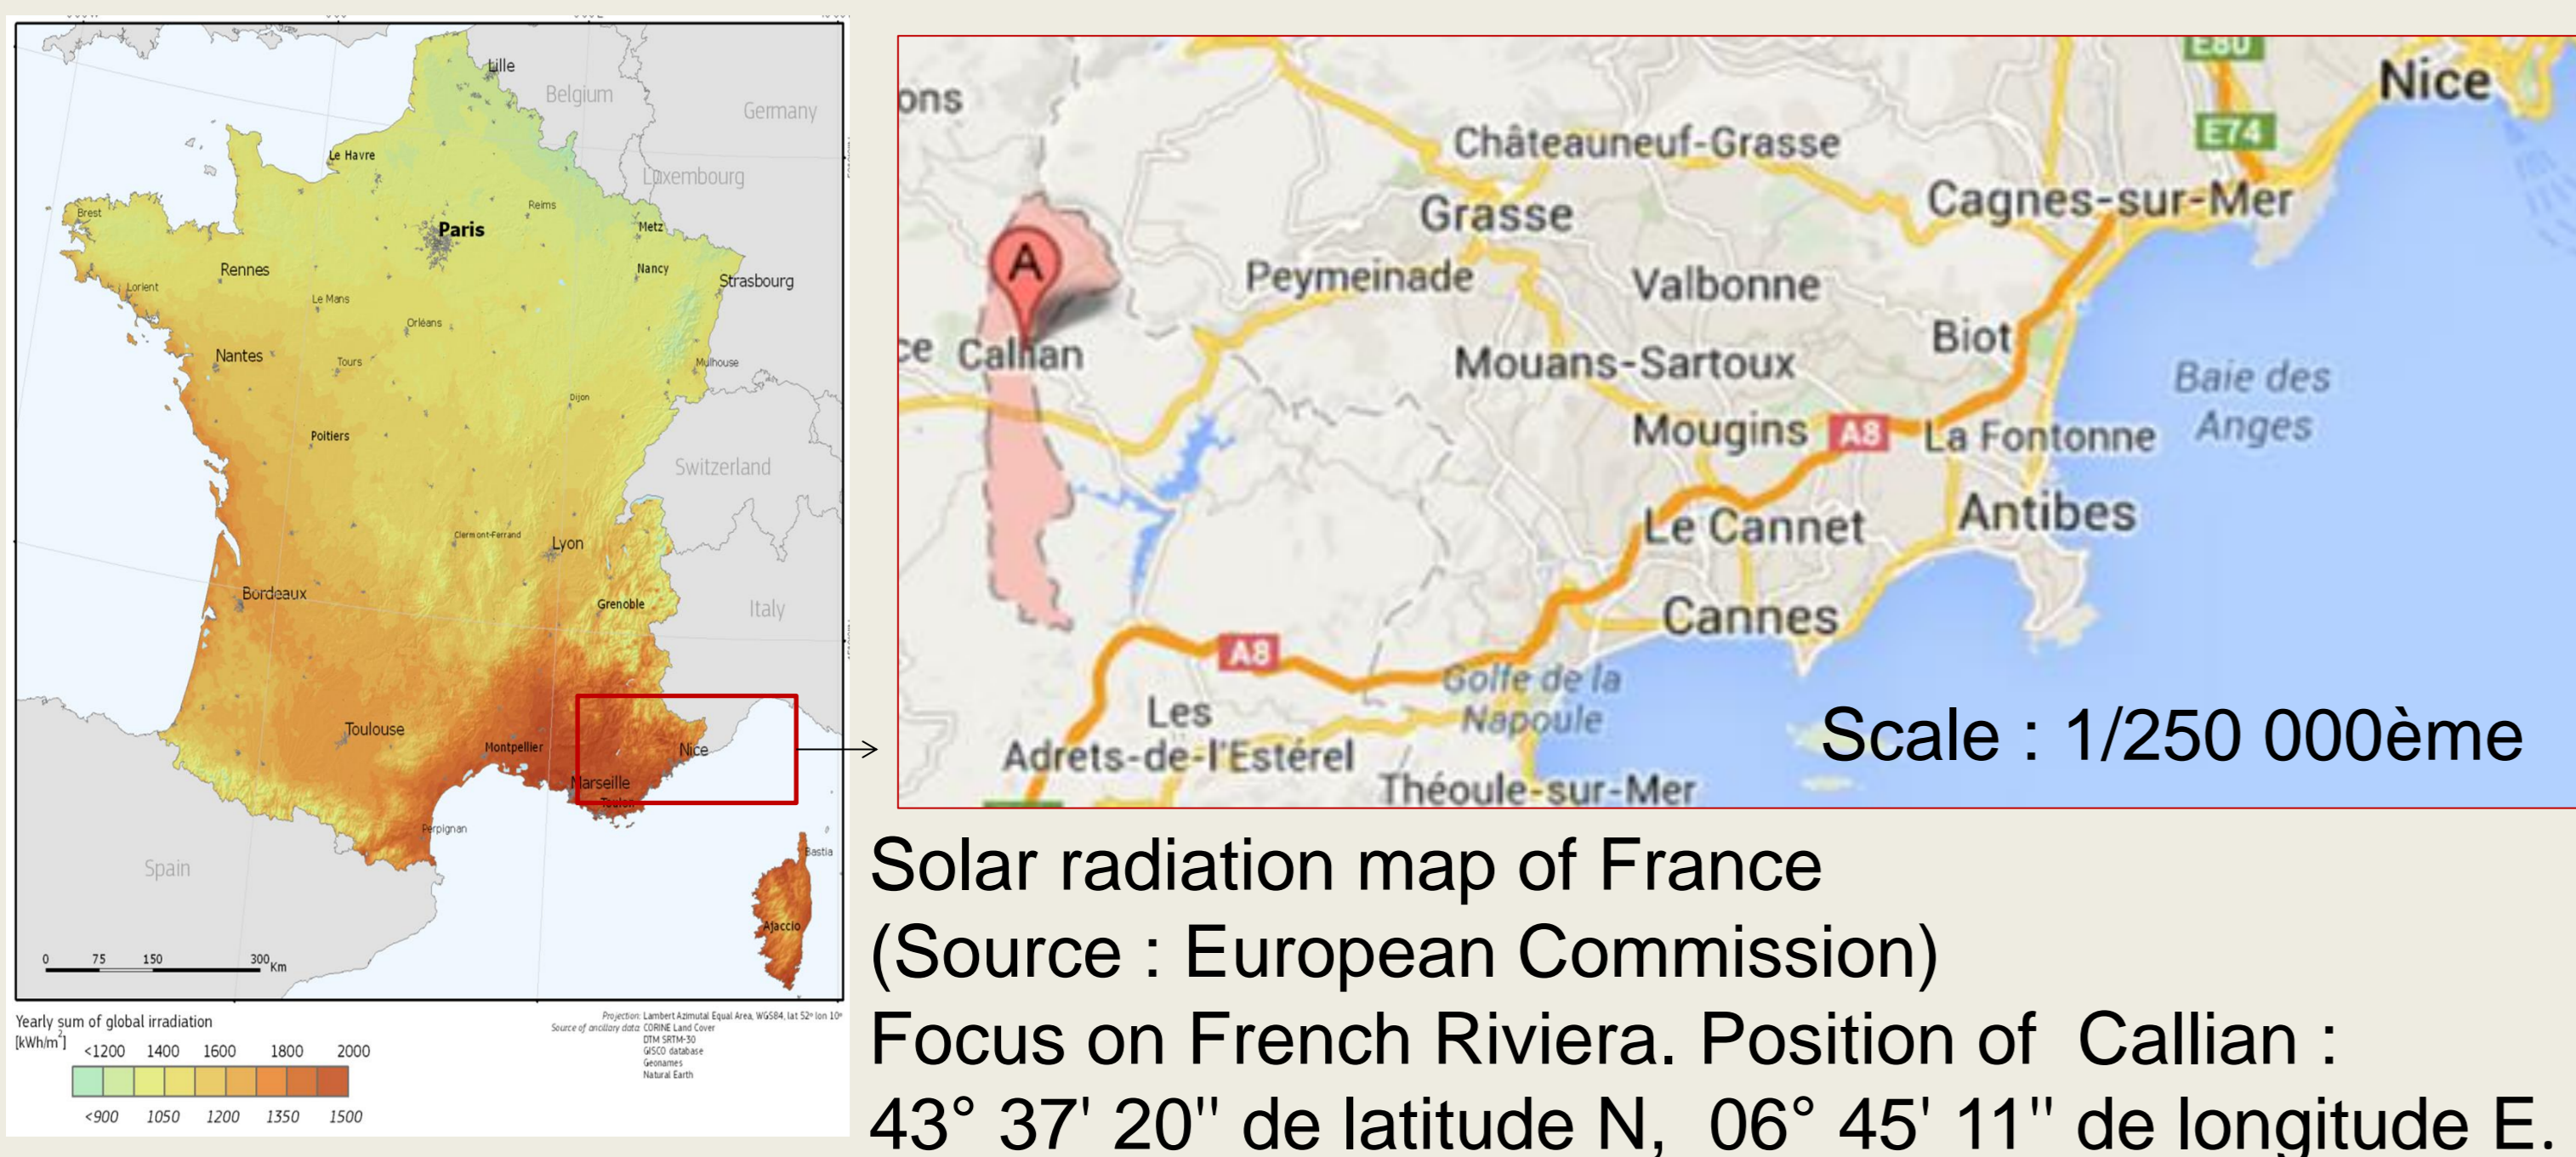 Lille
Belgium
Germany
Le Havre
Luxembourg
Reims
Brest
Paris
Metz
Rennes
Nancy
Strasbourg
Lorient
Le Mans
Orléans
Nantes
Tours
Mulhouse
Dijon
Poitiers
Switzerland
Clermont-Ferrand
Lyon
Bordeaux
Grenoble
Italy
Toulouse
Montpellier
Nice
Marseille
Toulon
Perpignan
Bastia
Spain
Ajaccio
0 75 150 300 Km
Yearly sum of global irradiation
[kWh/m²]
<1200 1400 1600 1800 2000
<900 1050 1200 1350 1500
Projection: Lambert Azimutal Equal Area, WGS84, lat 52° lon 10°
Source of ancillary data: CORINE Land Cover
DTM SRTM-30
GISCO database
Geonames
Natural Earth
E80
Nice
ons
E74
Châteauneuf-Grasse
Cagnes-sur-Mer
Grasse
A
Peymeinade
Valbonne
Biot
ce Callian
Mouans-Sartoux
Baie des
Anges
Mougins A8 La Fontonne
Le Cannet
Antibes
Cannes
A8
Golfe de la
Napoule
Les
Adrets-de-l'Estérel
Théoule-sur-Mer
Scale : 1/250 000ème
Solar radiation map of France
(Source : European Commission)
Focus on French Riviera. Position of Callian :
43° 37' 20" de latitude N, 06° 45' 11" de longitude E.